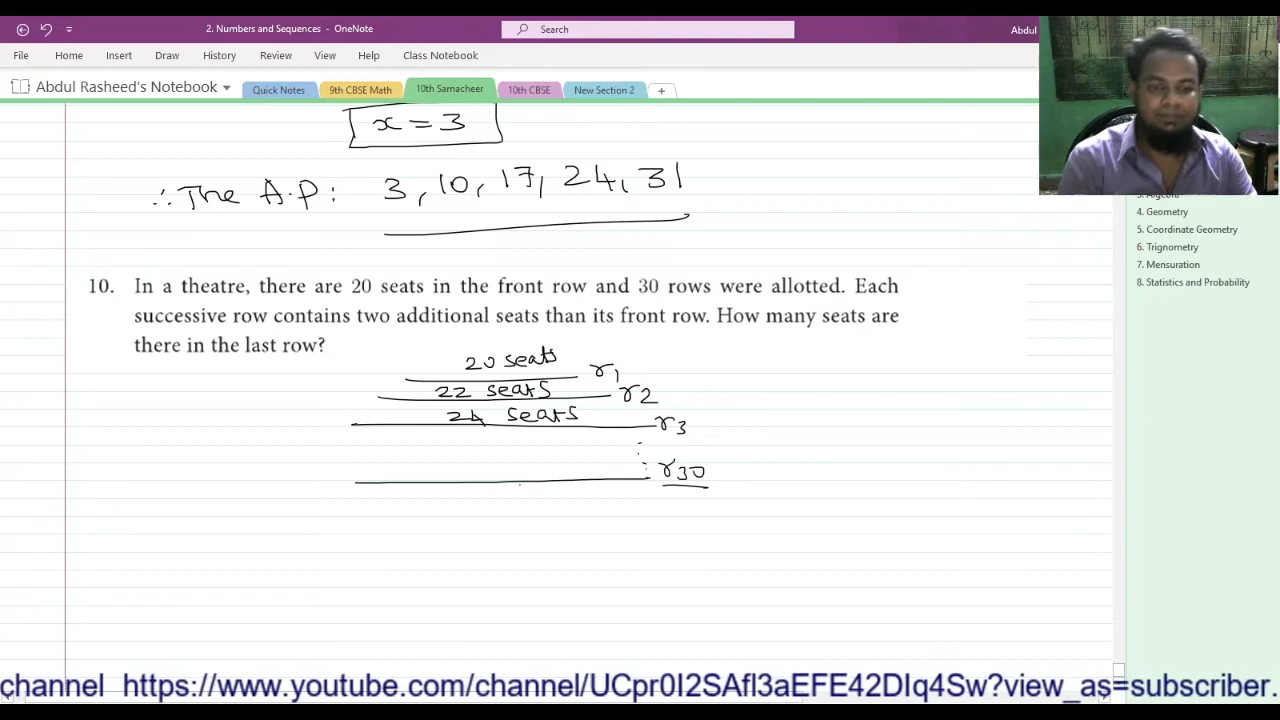 2. Numbers and Sequences - OneNote
Search
Abdul
File Home Insert Draw History Review View Help Class Notebook
Abdul Rasheed's Notebook
Quick Notes
9th CBSE Math
10th Samacheer
10th CBSE
New Section 2
x = 3
∴ The A.P: 3, 10, 17, 24, 31
10. In a theatre, there are 20 seats in the front row and 30 rows were allotted. Each
successive row contains two additional seats than its front row. How many seats are
there in the last row?
20 seats r1
22 seats r2
24 seats r3
r30
3. Algebra
4. Geometry
5. Coordinate Geometry
6. Trignometry
7. Mensuration
8. Statistics and Probability
channel https://www.youtube.com/channel/UCpr0I2SAfl3aEFE42DIq4Sw?view_as=subscriber.